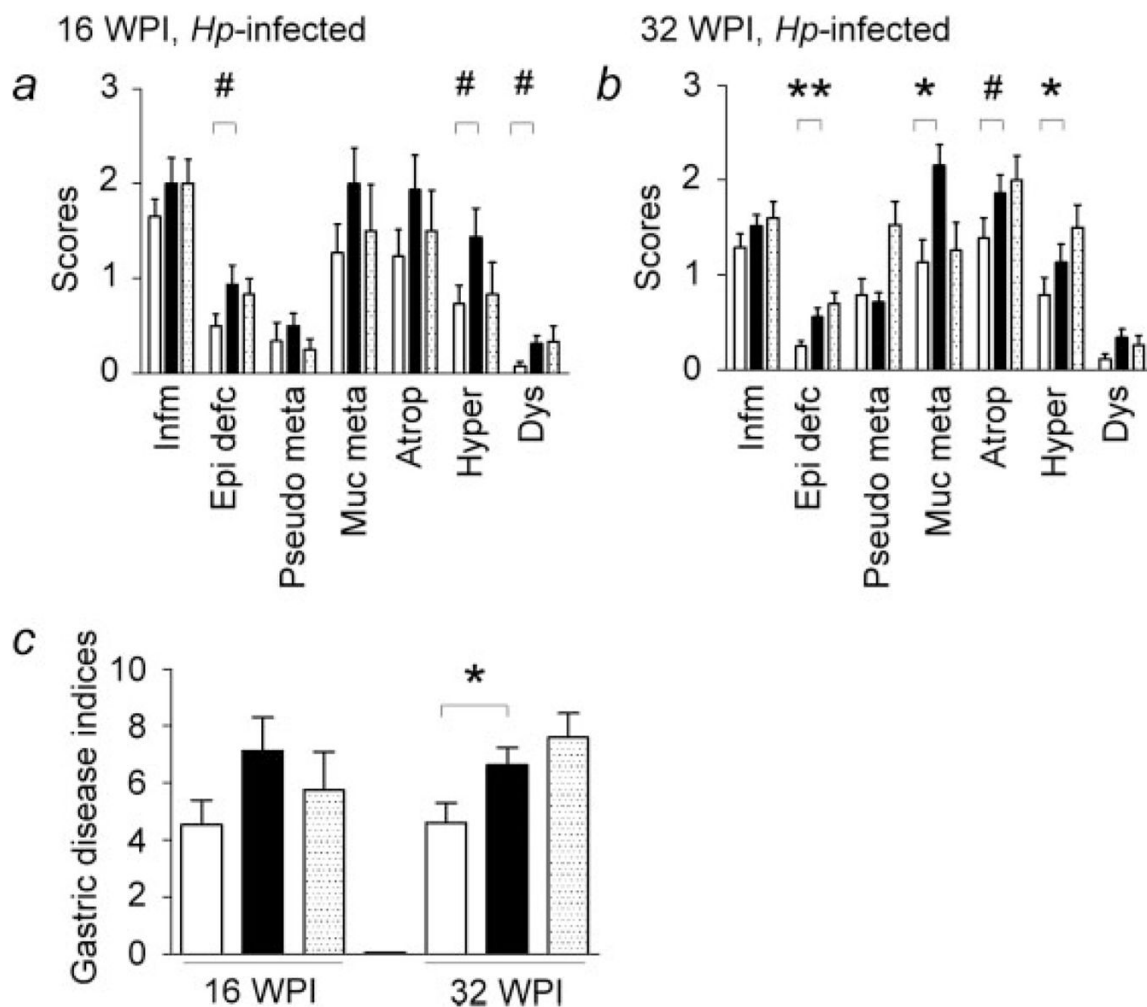 16 WPI, Hp-infected
32 WPI, Hp-infected
a
3
2
1
0
Scores
#
#
#
Infm
Epi defc
Pseudo meta
Muc meta
Atrop
Hyper
Dys
b
3
2
1
0
Scores
**
*
#
*
Infm
Epi defc
Pseudo meta
Muc meta
Atrop
Hyper
Dys
c
10
8
6
4
2
0
Gastric disease indices
*
16 WPI
32 WPI